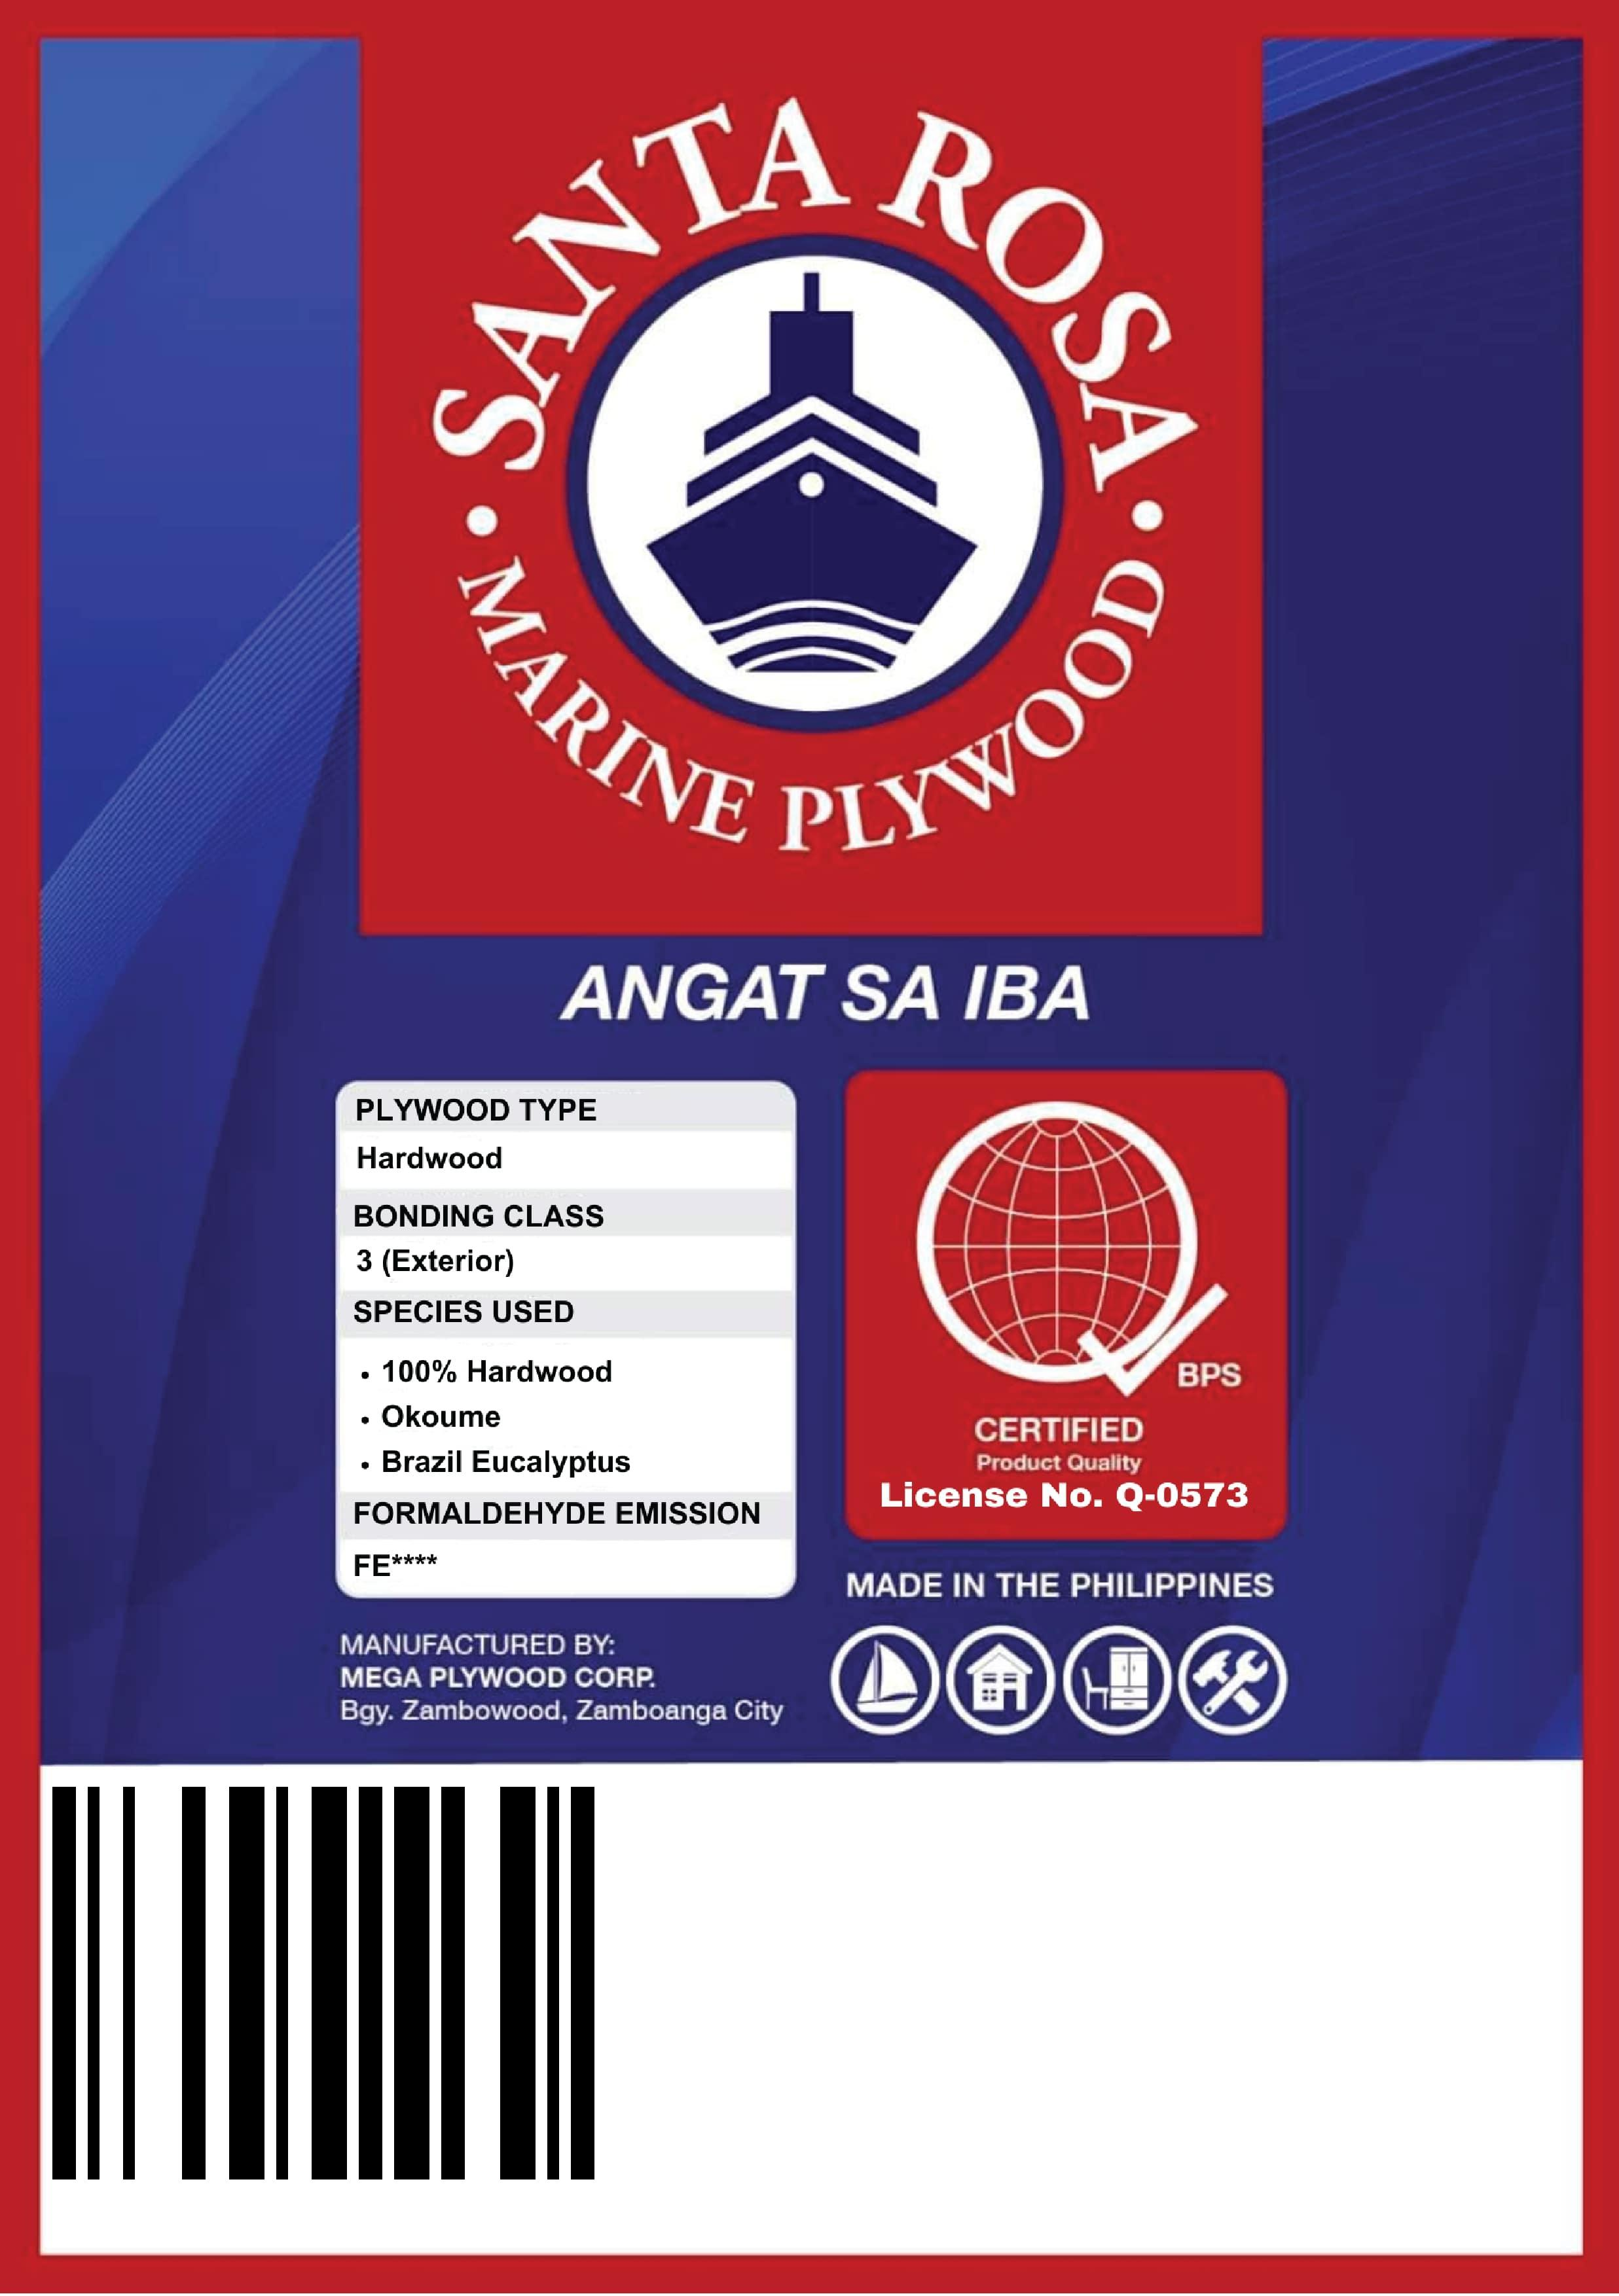 SANTA ROSA
• MARINE PLYWOOD •
ANGAT SA IBA
PLYWOOD TYPE
Hardwood
BONDING CLASS
3 (Exterior)
SPECIES USED
• 100% Hardwood
• Okoume
• Brazil Eucalyptus
FORMALDEHYDE EMISSION
FE****
MANUFACTURED BY:
MEGA PLYWOOD CORP.
Bgy. Zambowood, Zamboanga City
BPS
CERTIFIED
Product Quality
License No. Q-0573
MADE IN THE PHILIPPINES